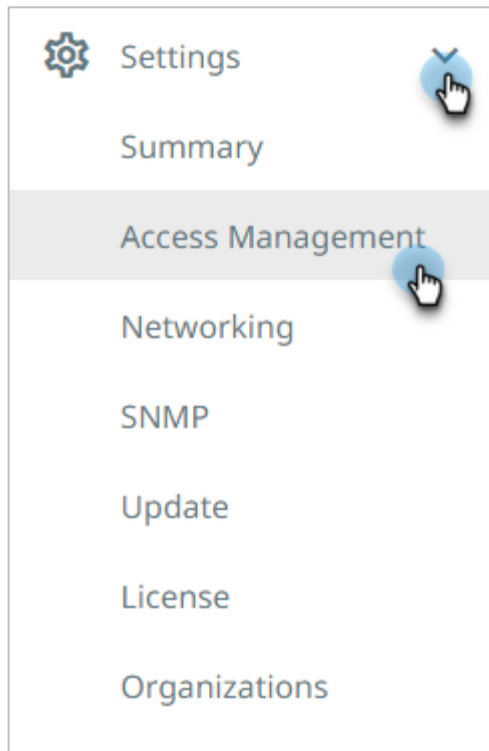 Settings
Summary
Access Management
Networking
SNMP
Update
License
Organizations